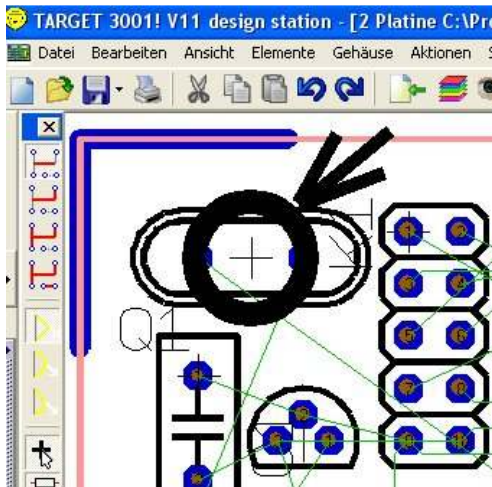 TARGET 3001! V11 design station - [2 Platine C:\Pr
Datei Bearbeiten Ansicht Elemente Gehäuse Aktionen
Q1